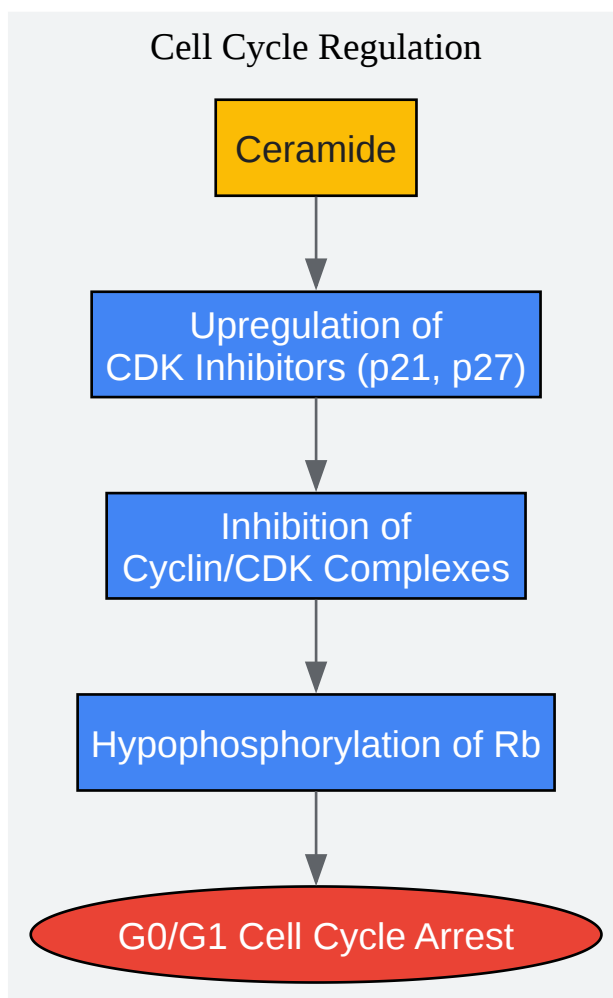 Cell Cycle Regulation
Ceramide
Upregulation of
CDK Inhibitors (p21, p27)
Inhibition of
Cyclin/CDK Complexes
Hypophosphorylation of Rb
G0/G1 Cell Cycle Arrest